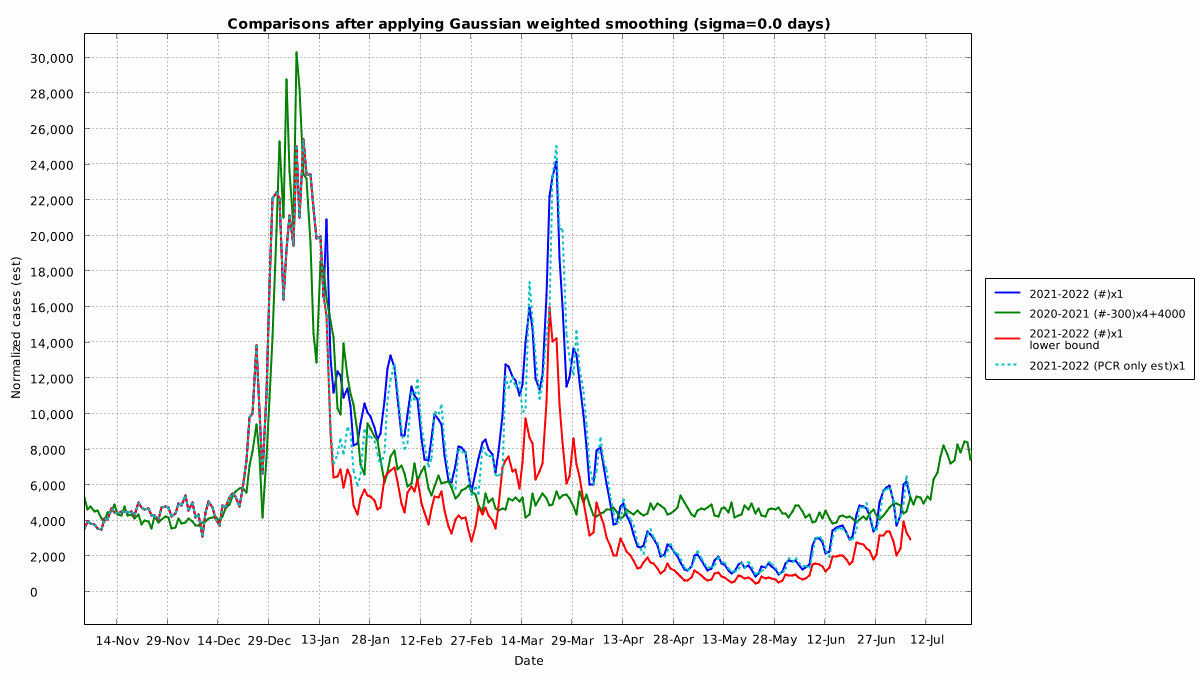 Comparisons after applying Gaussian weighted smoothing (sigma=0.0 days)
Normalized cases (est)
30,000
28,000
26,000
24,000
22,000
20,000
18,000
16,000
14,000
12,000
10,000
8,000
6,000
4,000
2,000
0
14-Nov 29-Nov 14-Dec 29-Dec 13-Jan 28-Jan 12-Feb 27-Feb 14-Mar 29-Mar 13-Apr 28-Apr 13-May 28-May 12-Jun 27-Jun 12-Jul
Date
2021-2022 (#)x1
2020-2021 (#-300)x4+4000
2021-2022 (#)x1
lower bound
2021-2022 (PCR only est)x1